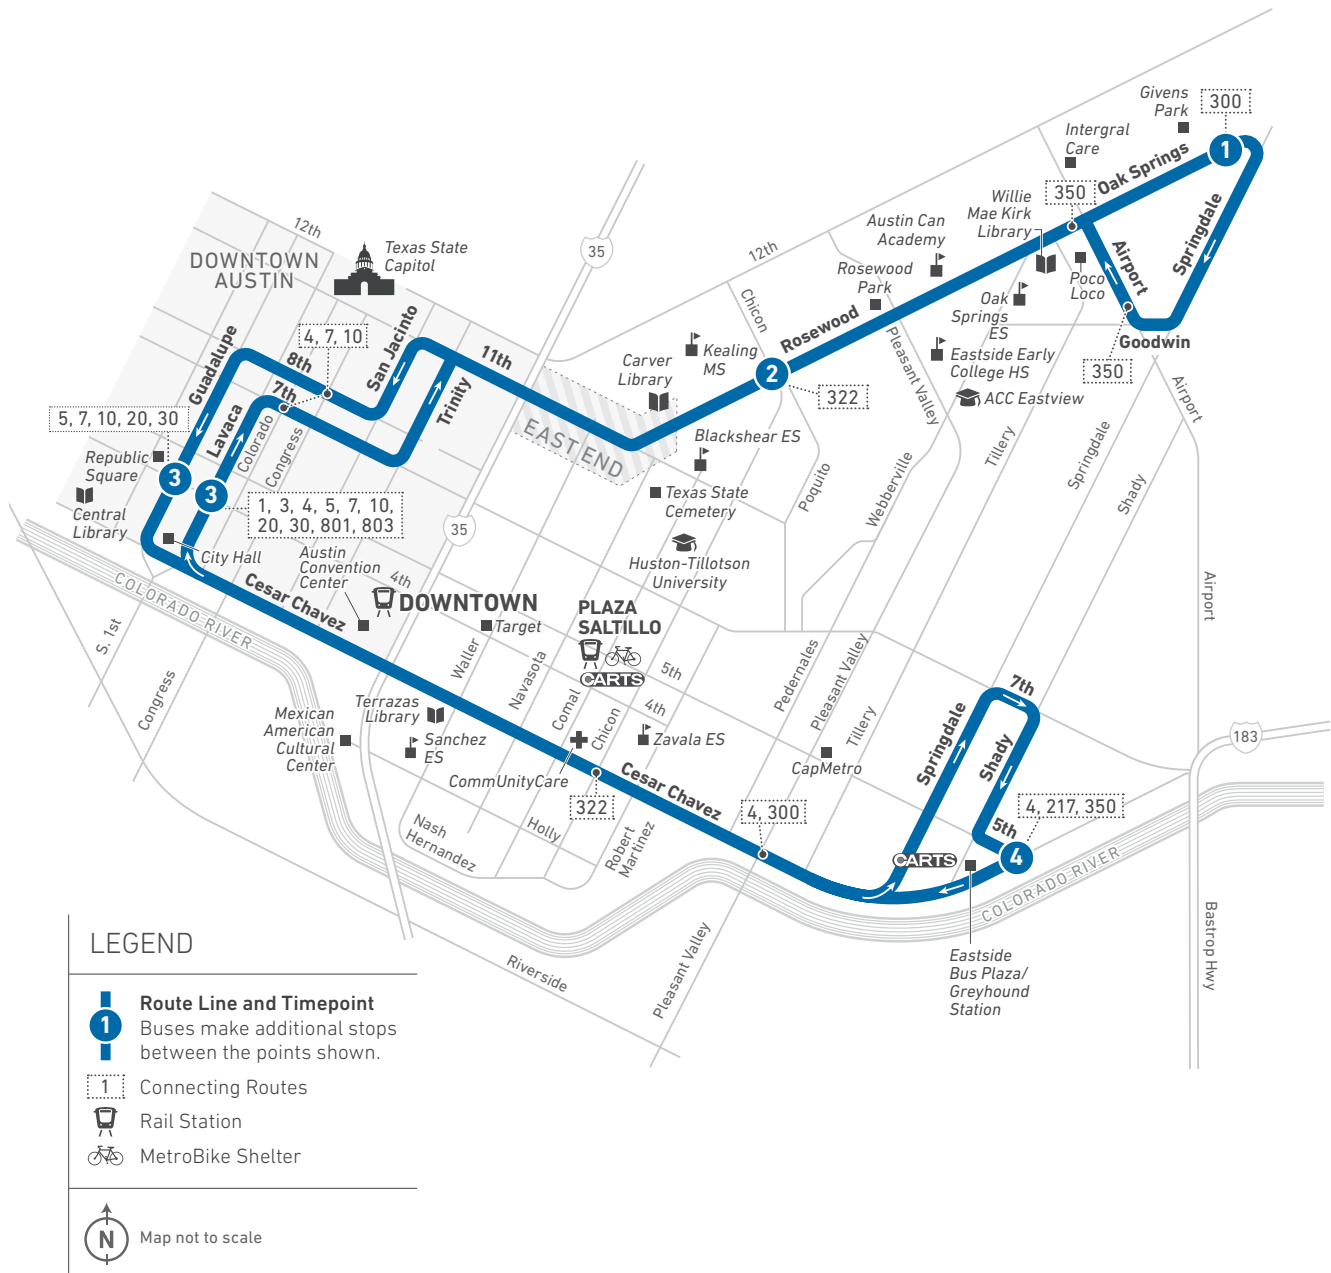 Givens
Park
300
Intergral
Care
1
Oak Springs
350
Willie
Mae Kirk
Library
Austin Can
Academy
Springdale
12th
12th
35
Texas State
Capitol
DOWNTOWN
AUSTIN
Rosewood
Park
Airport
Poco
Loco
Oak
Springs
ES
Chicon
Rosewood
Goodwin
San Jacinto
4, 7, 10
Guadalupe
8th
11th
Kealing
MS
Pleasant Valley
Eastside Early
College HS
350
Airport
Carver
Library
2
322
ACC Eastview
7th
Trinity
5, 7, 10, 20, 30
Lavaca
Colorado
Congress
EAST END
Blackshear ES
Tillery
Springdale
Republic
Square
3
3
Webberville
Poquito
Shady
Central
Library
1, 3, 4, 5, 7, 10,
20, 30, 801, 803
35
Texas State
Cemetery
City Hall
Austin
Convention
Center
4th
Huston-Tillotson
University
Airport
COLORADO RIVER
Cesar Chavez
DOWNTOWN
PLAZA
SALTILLO
Target
S. 1st
Waller
Navasota
5th
CARTS
Pedernales
Pleasant Valley
Congress
Comal
4th
Chicon
Tillery
7th
Terrazas
Library
Mexican
American
Cultural
Center
Sanchez
ES
Zavala ES
CapMetro
Springdale
Shady
183
CommUnityCare
Cesar Chavez
322
4, 300
4, 217, 350
Nash
Hernandez
Holly
Robert
Martinez
5th
CARTS
4
COLORADO RIVER
Pleasant Valley
Riverside
Eastside
Bus Plaza/
Greyhound
Station
Bastrop Hwy
LEGEND
1
Route Line and Timepoint
Buses make additional stops
between the points shown.
1
Connecting Routes
Rail Station
MetroBike Shelter
N
Map not to scale